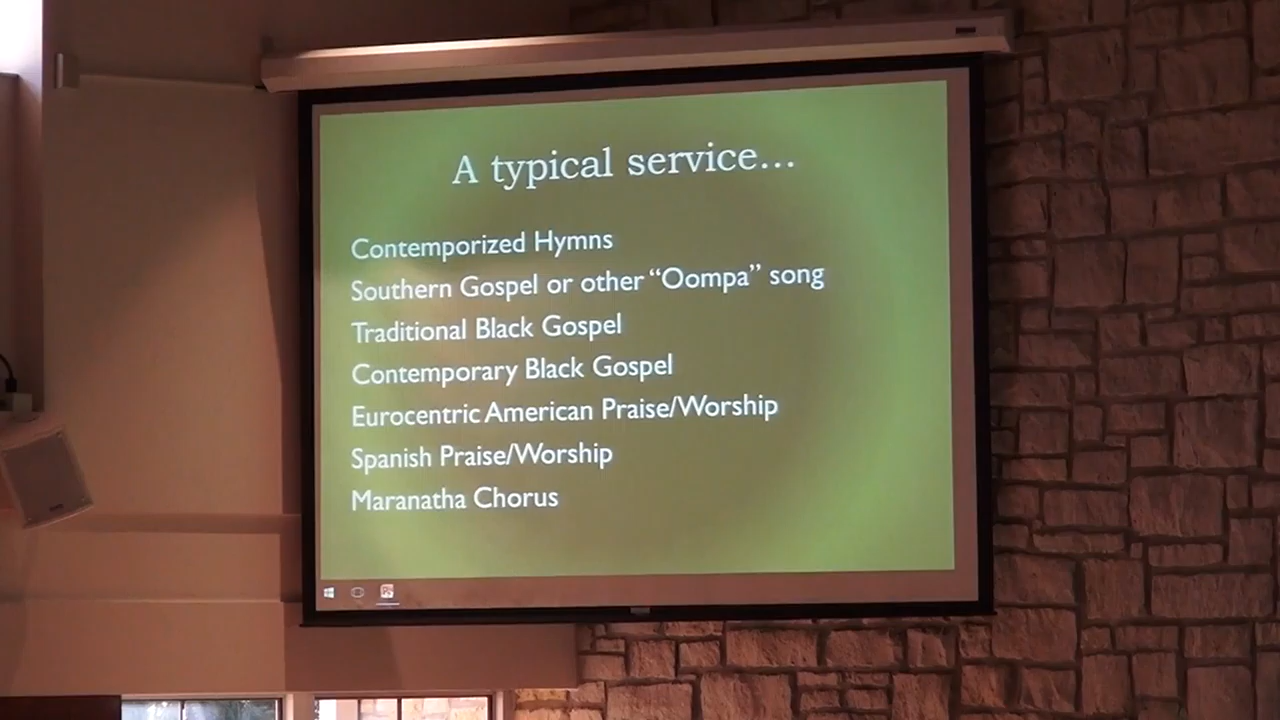 A typical service...
Contemporized Hymns
Southern Gospel or other “Oompa” song
Traditional Black Gospel
Contemporary Black Gospel
Eurocentric American Praise/Worship
Spanish Praise/Worship
Maranatha Chorus